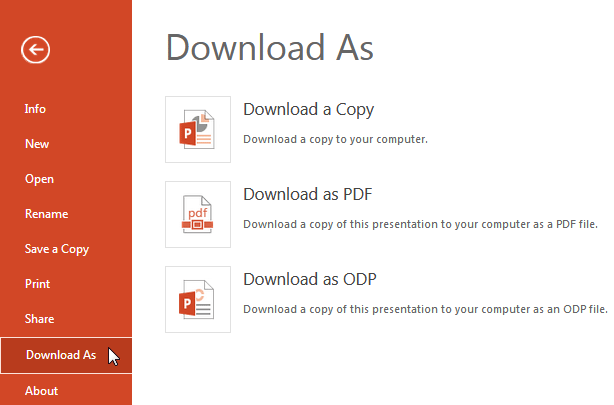 Download As
Info
New
Open
Rename
Save a Copy
Print
Share
Download As
About
Download a Copy
Download a copy to your computer.
pdf
Download as PDF
Download a copy of this presentation to your computer as a PDF file.
Download as ODP
Download a copy of this presentation to your computer as an ODP file.
P
P